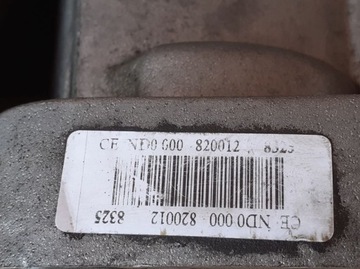 CE ND0 000 - 820012 - 8325
CE ND0 000 - 820012 8325